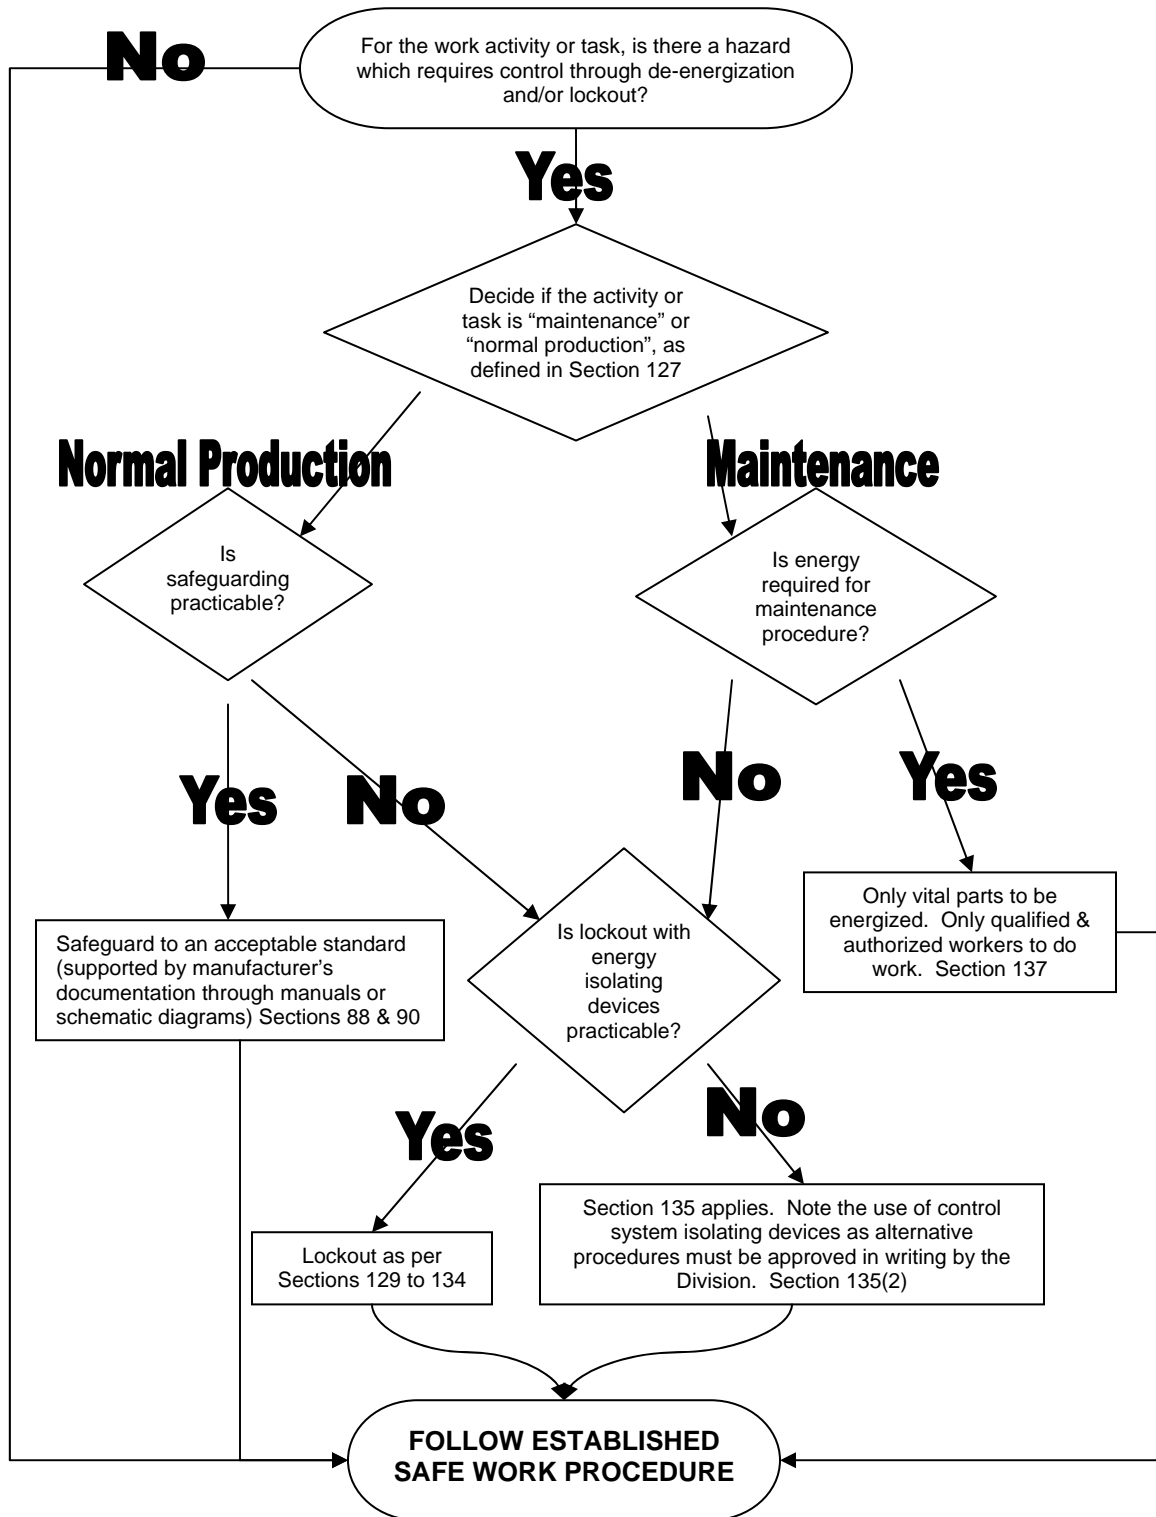 No
For the work activity or task, is there a hazard
which requires control through de-energization
and/or lockout?
Yes
Decide if the activity or
task is “maintenance” or
“normal production”, as
defined in Section 127
Normal Production
Maintenance
Is
safeguarding
practicable?
Is energy
required for
maintenance
procedure?
Yes
No
No
Yes
Safeguard to an acceptable standard
(supported by manufacturer’s
documentation through manuals or
schematic diagrams) Sections 88 & 90
Is lockout with
energy
isolating
devices
practicable?
Only vital parts to be
energized.  Only qualified &
authorized workers to do
work.  Section 137
Yes
No
Lockout as per
Sections 129 to 134
Section 135 applies.  Note the use of control
system isolating devices as alternative
procedures must be approved in writing by the
Division.  Section 135(2)
FOLLOW ESTABLISHED
SAFE WORK PROCEDURE